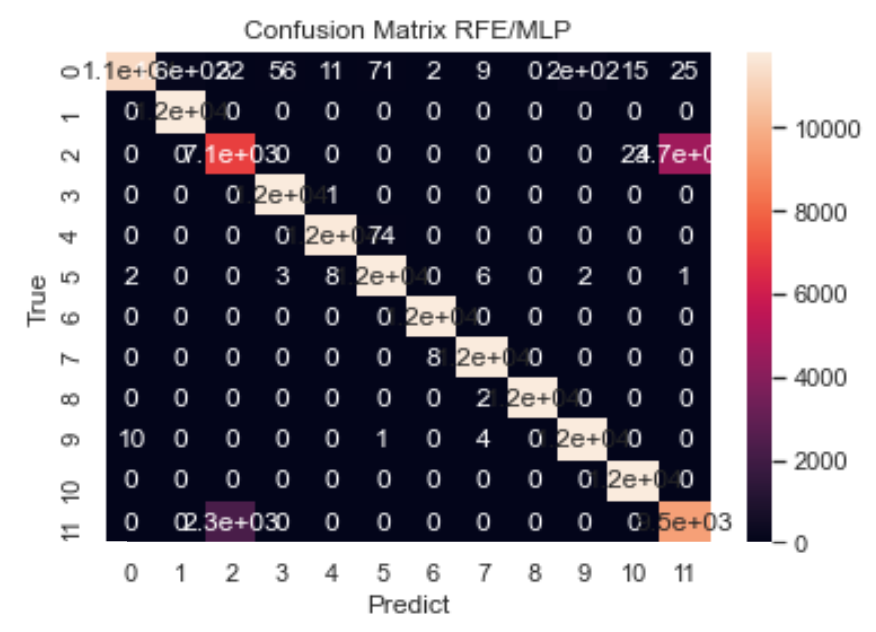 Confusion Matrix RFE/MLP
0 56 11 71 2 9 0 2e+02 15 25 10000
1 0 1.2e+04 0 0 0 0 0 0 0 0 0 0
2 0 0 7.1e+03 0 0 0 0 0 0 0 8000
3 0 0 0 1.2e+04 1 0 0 0 0 0 0 0
4 0 0 0 0 1.2e+04 74 0 0 0 0 0 0
5 2 0 0 3 8 1.2e+04 0 6 0 2 0 1 6000
6 0 0 0 0 0 0 1.2e+04 0 0 0 0 0
7 0 0 0 0 0 0 8 1.2e+04 0 0 0 0 4000
8 0 0 0 0 0 0 0 2 1.2e+04 0 0 0
9 10 0 0 0 0 1 0 4 0 1.2e+04 0 0 2000
10 0 0 0 0 0 0 0 0 0 0 1.2e+04 0
11 0 0 2.3e+03 0 0 0 0 0 0 0 0 9.5e+03 0
True
0 1 2 3 4 5 6 7 8 9 10 11
Predict